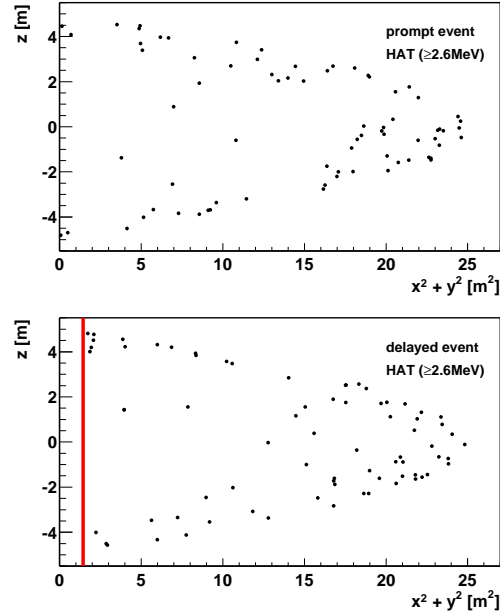 z [m]
prompt event
HAT (≥2.6MeV)
4
2
0
-2
-4
0 5 10 15 20 25
x² + y² [m²]
z [m]
delayed event
HAT (≥2.6MeV)
4
2
0
-2
-4
0 5 10 15 20 25
x² + y² [m²]